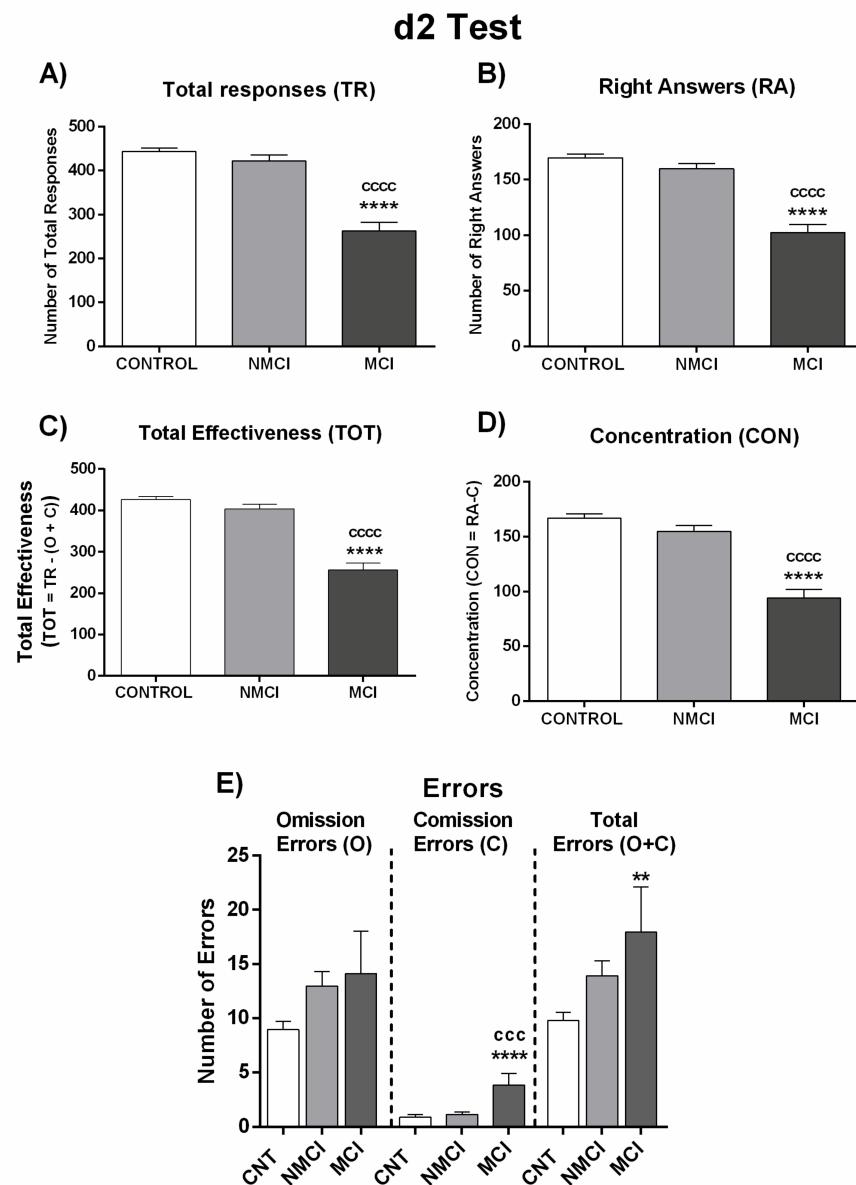 d2 Test
A)
Total responses (TR)
Number of Total Responses
500
400
300
200
100
0
cccc
****
CONTROL
NMCI
MCI
B)
Right Answers (RA)
Number of Right Answers
200
150
100
50
0
cccc
****
CONTROL
NMCI
MCI
C)
Total Effectiveness (TOT)
Total Effectiveness
(TOT = TR - (O + C))
500
400
300
200
100
0
cccc
****
CONTROL
NMCI
MCI
D)
Concentration (CON)
Concentration (CON = RA-C)
200
150
100
50
0
cccc
****
CONTROL
NMCI
MCI
E)
Errors
Omission
Errors (O)
Comission
Errors (C)
Total
Errors (O+C)
Number of Errors
25
20
15
10
5
0
ccc
****
**
CNT
NMCI
MCI
CNT
NMCI
MCI
CNT
NMCI
MCI